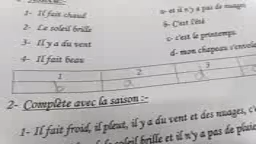 a- et il n'y a pas de nuages.
1- Il fait chaud
b- C'est l'été
2- Le soleil brille
c- c'est le printemps.
3- Il y a du vent
d- mon chapeau s'envole
4- Il fait beau
1 2 3
b a d
2- Complète avec la saison :-
1- Il fait froid, il pleut, il y a du vent et des nuages, c'
soleil brille et il n'y a pas de pluie